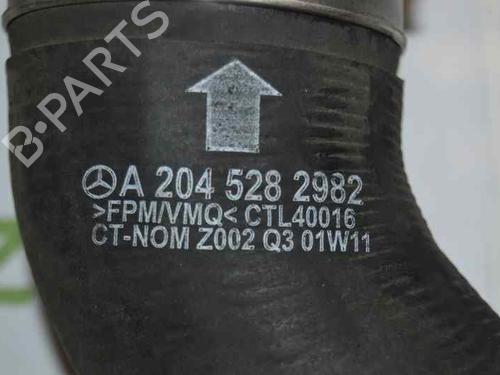 B-PARTS
A 204 528 2982
>FPM/VMQ< CTL40016
CT-NOM Z002 Q3 01W11